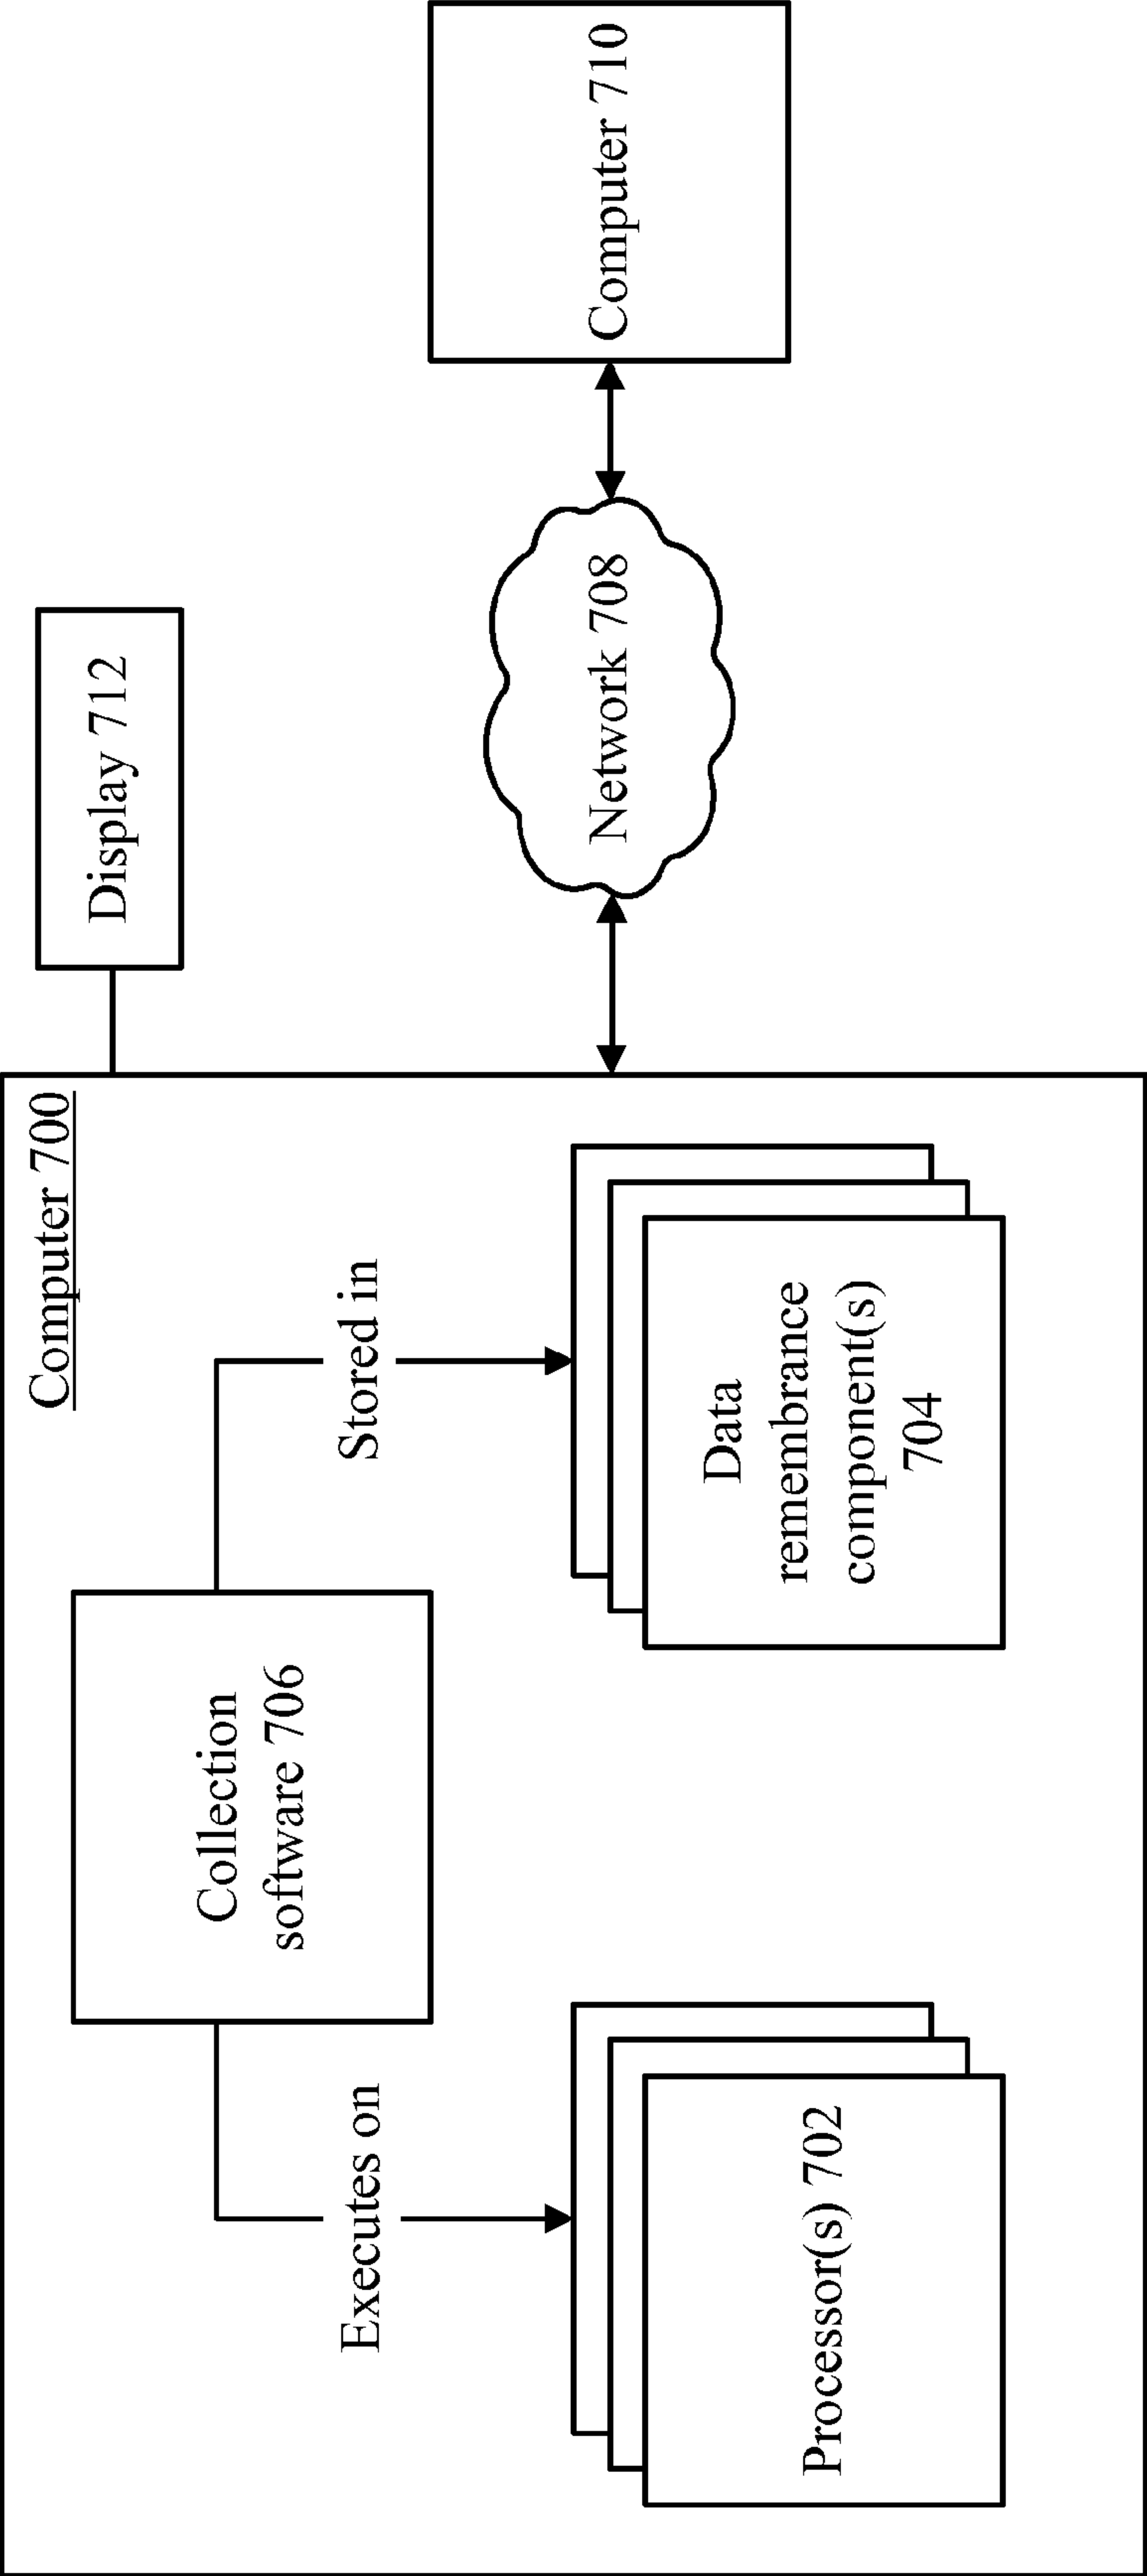 Computer 700
Display 712
Collection
software 706
Executes on
Stored in
Network 708
Computer 710
Processor(s) 702
Data
remembrance
component(s)
704